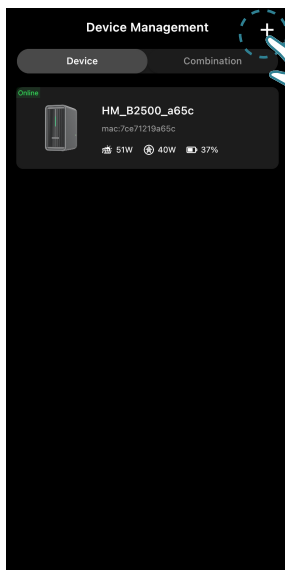 Device Management
Device Combination
Online
HM_B2500_a65c
mac:7ce71219a65c
51W 40W 37%